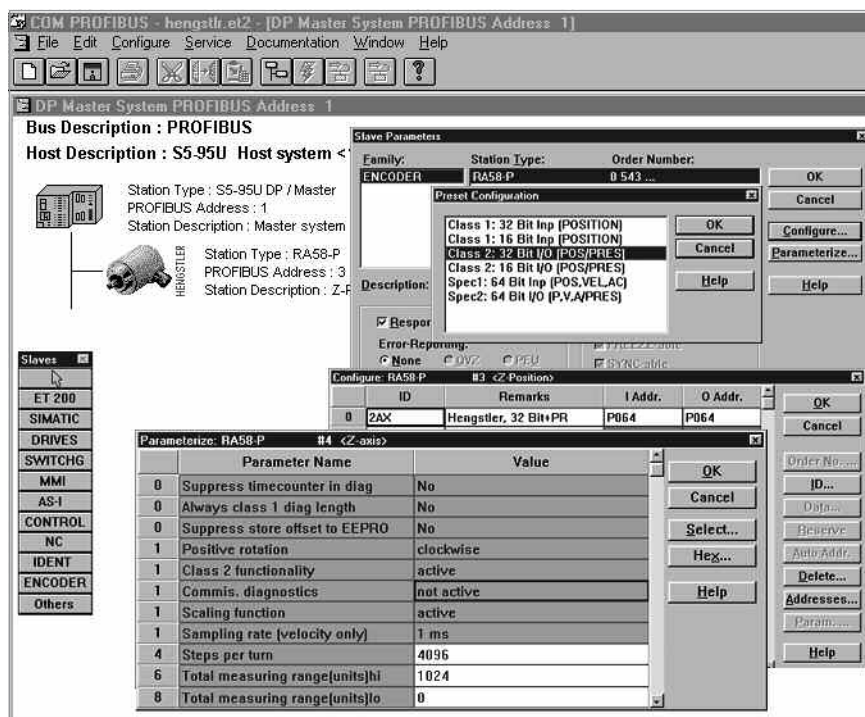 COM PROFIBUS - hengstlr.et2 - [DP Master System PROFIBUS Address 1]
File Edit Configure Service Documentation Window Help
DP Master System PROFIBUS Address 1
Bus Description : PROFIBUS
Host Description : S5-95U Host system <
Station Type : S5-95U DP / Master
PROFIBUS Address : 1
Station Description : Master system
HENGSTLER
Station Type : RA58-P
PROFIBUS Address : 3
Station Description : Z-P
Slave Parameters
Family: Station Type: Order Number:
ENCODER RA58-P 0 543 ...
OK
Cancel
Configure...
Parameterize...
Help
Description:
Respor
Error-Reporting:
None QVZ PEU
FREEZE-able
SYNC-able
Preset Configuration
Class 1: 32 Bit Inp (POSITION)
Class 1: 16 Bit Inp (POSITION)
Class 2: 32 Bit I/O (POS/PRES)
Class 2: 16 Bit I/O (POS/PRES)
Spec1: 64 Bit Inp (POS,VEL,AC)
Spec2: 64 Bit I/O (P,V,A/PRES)
OK
Cancel
Help
Slaves
ET 200
SIMATIC
DRIVES
SWITCHG
MMI
AS-I
CONTROL
NC
IDENT
ENCODER
Others
Configure: RA58-P #3 <Z-Position>
ID Remarks I Addr. O Addr.
0 2AX Hengstler, 32 Bit+PR P064 P064
OK
Cancel
Order No. ...
ID...
Data...
Reserve
Auto Addr.
Delete...
Addresses...
Param. ...
Help
Parameterize: RA58-P #4 <Z-axis>
Parameter Name Value
0 Suppress timecounter in diag No
0 Always class 1 diag length No
0 Suppress store offset to EEPRO No
1 Positive rotation clockwise
1 Class 2 functionality active
1 Commis. diagnostics not active
1 Scaling function active
1 Sampling rate (velocity only) 1 ms
4 Steps per turn 4096
6 Total measuring range(units)hi 1024
8 Total measuring range(units)lo 0
OK
Cancel
Select...
Hex...
Help